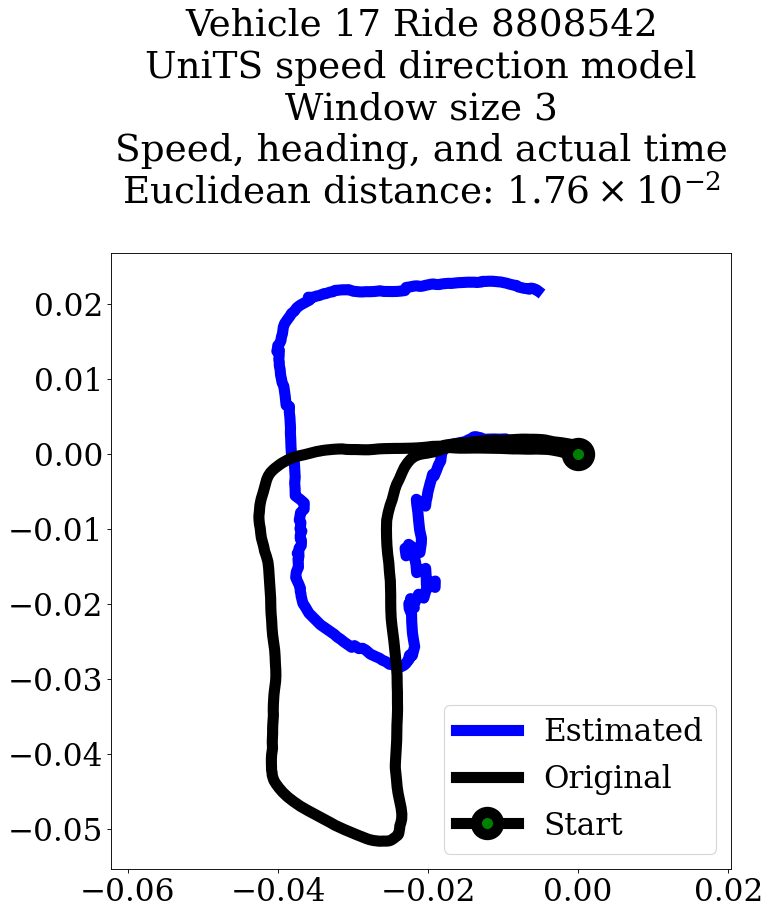 Vehicle 17 Ride 8808542
UniTS speed direction model
Window size 3
Speed, heading, and actual time
Euclidean distance: 1.76 × 10⁻²
0.02
0.01
0.00
−0.01
−0.02
−0.03
−0.04
−0.05
Estimated
Original
Start
−0.06
−0.04
−0.02
0.00
0.02